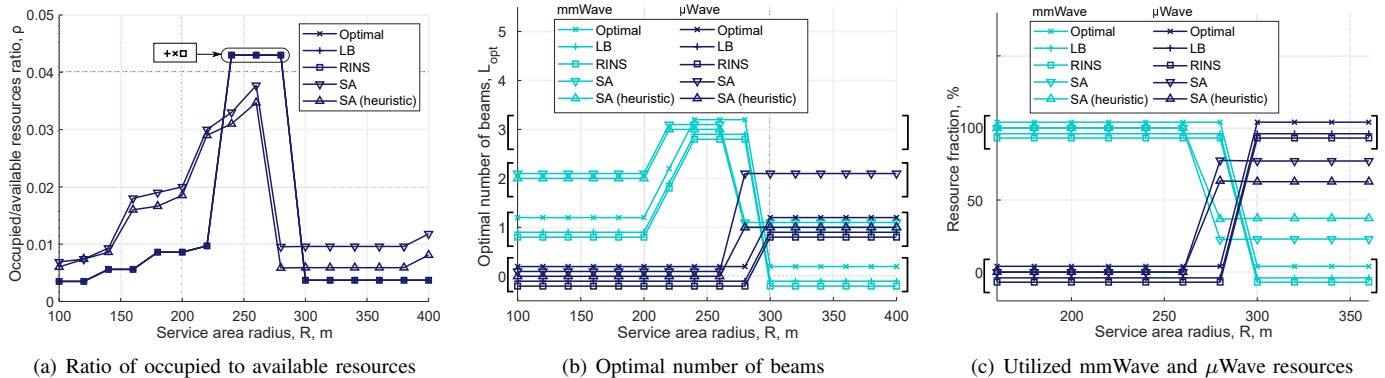 Occupied/available resources ratio, ρ
0.05
0.04
0.03
0.02
0.01
0
Optimal
LB
RINS
SA
SA (heuristic)
100 150 200 250 300 350 400
Service area radius, R, m
(a) Ratio of occupied to available resources
Optimal number of beams, L_opt
mmWave μWave
Optimal Optimal
LB LB
RINS RINS
SA SA
SA (heuristic) SA (heuristic)
3
2
1
0
100 150 200 250 300 350 400
Service area radius, R, m
(b) Optimal number of beams
Resource fraction, %
mmWave μWave
Optimal Optimal
LB LB
RINS RINS
SA SA
SA (heuristic) SA (heuristic)
100
50
0
200 250 300 350
Service area radius, R, m
(c) Utilized mmWave and μWave resources